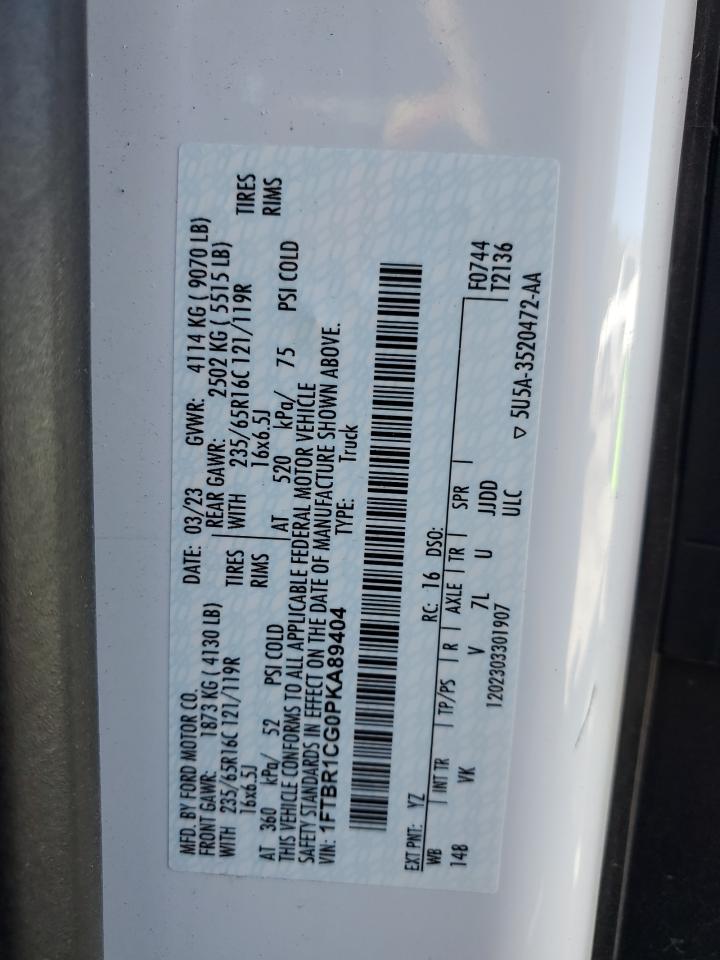 MFD. BY FORD MOTOR CO.
DATE: 03/23 GVWR: 4114 KG ( 9070 LB)
FRONT GAWR: 1873 KG ( 4130 LB) REAR GAWR: 2502 KG ( 5515 LB)
WITH 235/65R16C 121/119R TIRES WITH 235/65R16C 121/119R TIRES
16x6.5J RIMS 16x6.5J RIMS
AT 360 kPa/ 52 PSI COLD AT 520 kPa/ 75 PSI COLD
THIS VEHICLE CONFORMS TO ALL APPLICABLE FEDERAL MOTOR VEHICLE
SAFETY STANDARDS IN EFFECT ON THE DATE OF MANUFACTURE SHOWN ABOVE.
VIN: 1FTBR1CG0PKA89404 TYPE: Truck
EXT PNT: YZ RC: 16 DSO: F0744
WB INT TR TP/PS R AXLE TR SPR T2136
148 VK V 7L U JJDD
1202303301907 ULC ▽ 5U5A-3520472-AA